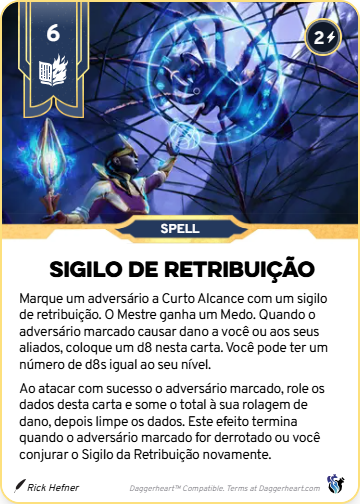 6
2
SPELL
SIGILO DE RETRIBUIÇÃO
Marque um adversário a Curto Alcance com um sigilo
de retribuição. O Mestre ganha um Medo. Quando o
adversário marcado causar dano a você ou aos seus
aliados, coloque um d8 nesta carta. Você pode ter um
número de d8s igual ao seu nível.
Ao atacar com sucesso o adversário marcado, role os
dados desta carta e some o total à sua rolagem de
dano, depois limpe os dados. Este efeito termina
quando o adversário marcado for derrotado ou você
conjurar o Sigilo da Retribuição novamente.
Rick Hefner
Daggerheart™ Compatible. Terms at Daggerheart.com